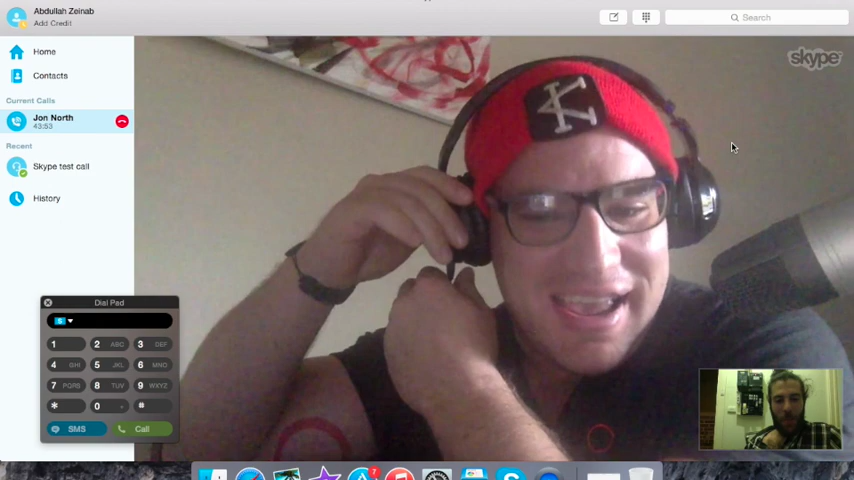 Abdullah Zeinab
Add Credit
Search
Home
Contacts
Current Calls
Jon North
43:53
Recent
Skype test call
History
skype
K
Dial Pad
S
1
2 ABC
3 DEF
4 GHI
5 JKL
6 MNO
7 PQRS
8 TUV
9 WXYZ
*
0 +
#
SMS
Call
7